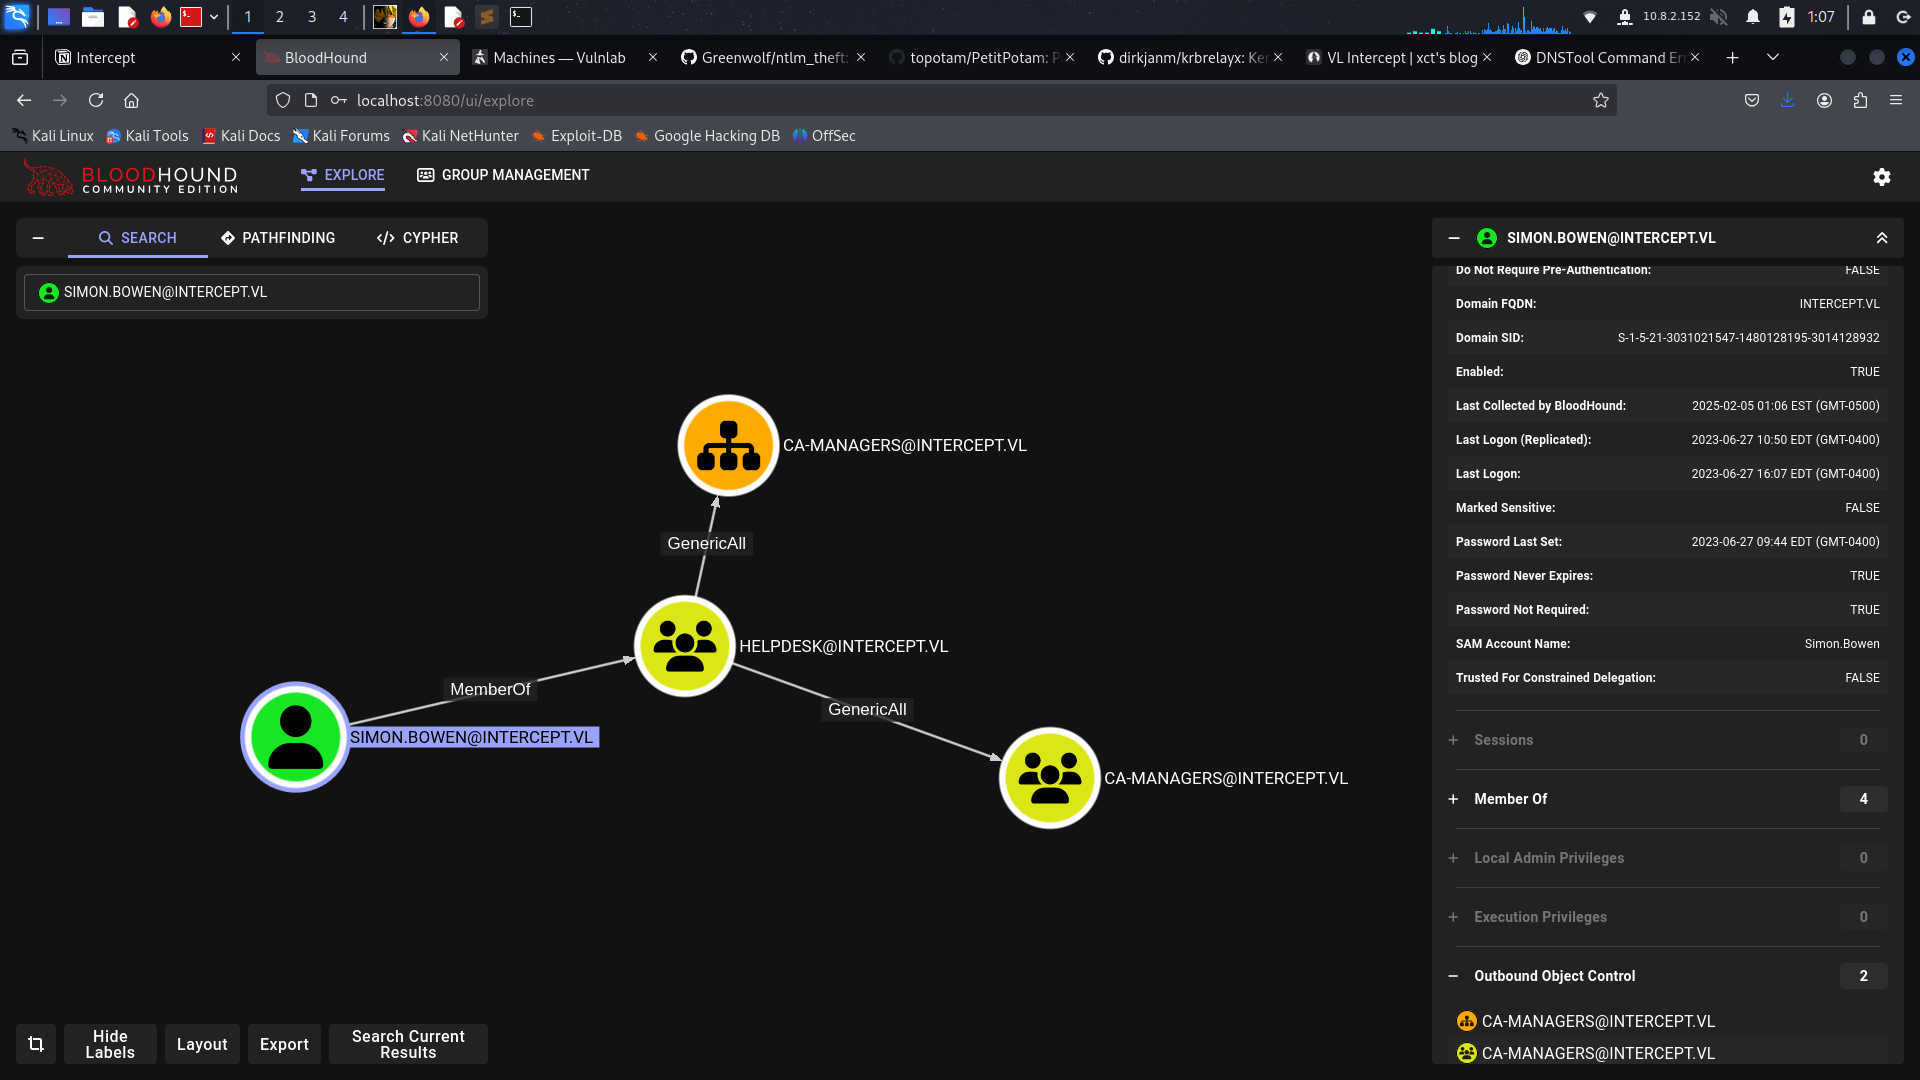 1 2 3 4 10.8.2.152 1:07
Intercept BloodHound Machines — Vulnlab Greenwolf/ntlm_theft: topotam/PetitPotam: P dirkjanm/krbrelayx: Ker VL Intercept | xct's blog DNSTool Command Err
localhost:8080/ui/explore
Kali Linux Kali Tools Kali Docs Kali Forums Kali NetHunter Exploit-DB Google Hacking DB OffSec
BLOODHOUND
COMMUNITY EDITION
EXPLORE GROUP MANAGEMENT
SEARCH PATHFINDING CYPHER
SIMON.BOWEN@INTERCEPT.VL
CA-MANAGERS@INTERCEPT.VL
GenericAll
HELPDESK@INTERCEPT.VL
MemberOf
GenericAll
SIMON.BOWEN@INTERCEPT.VL
CA-MANAGERS@INTERCEPT.VL
Hide
Labels
Layout
Export
Search Current
Results
SIMON.BOWEN@INTERCEPT.VL
Do Not Require Pre-Authentication: FALSE
Domain FQDN: INTERCEPT.VL
Domain SID: S-1-5-21-3031021547-1480128195-3014128932
Enabled: TRUE
Last Collected by BloodHound: 2025-02-05 01:06 EST (GMT-0500)
Last Logon (Replicated): 2023-06-27 10:50 EDT (GMT-0400)
Last Logon: 2023-06-27 16:07 EDT (GMT-0400)
Marked Sensitive: FALSE
Password Last Set: 2023-06-27 09:44 EDT (GMT-0400)
Password Never Expires: TRUE
Password Not Required: TRUE
SAM Account Name: Simon.Bowen
Trusted For Constrained Delegation: FALSE
Sessions 0
Member Of 4
Local Admin Privileges 0
Execution Privileges 0
Outbound Object Control 2
CA-MANAGERS@INTERCEPT.VL
CA-MANAGERS@INTERCEPT.VL